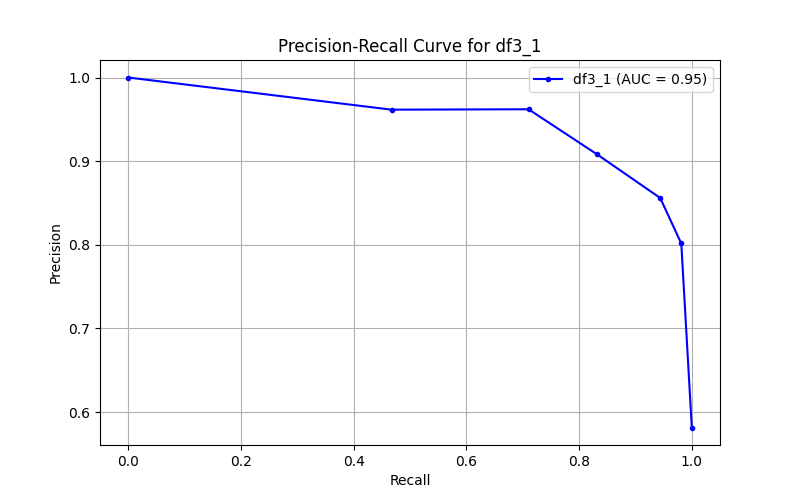 Precision-Recall Curve for df3_1
df3_1 (AUC = 0.95)
1.0
0.9
0.8
0.7
0.6
Precision
0.0 0.2 0.4 0.6 0.8 1.0
Recall